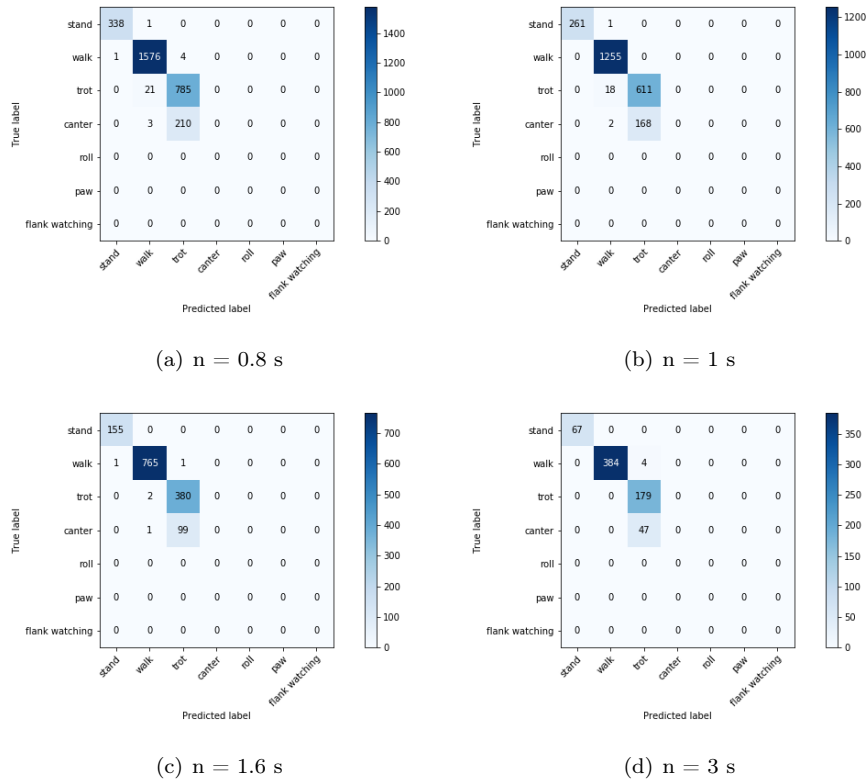 stand 338 1 0 0 0 0 0
walk 1 1576 4 0 0 0 0
trot 0 21 785 0 0 0 0
canter 0 3 210 0 0 0 0
roll 0 0 0 0 0 0 0
paw 0 0 0 0 0 0 0
flank watching 0 0 0 0 0 0 0
True label
stand walk trot canter roll paw flank watching
Predicted label
1400
1200
1000
800
600
400
200
0
(a) n = 0.8 s
stand 261 1 0 0 0 0 0
walk 0 1255 0 0 0 0 0
trot 0 18 611 0 0 0 0
canter 0 2 168 0 0 0 0
roll 0 0 0 0 0 0 0
paw 0 0 0 0 0 0 0
flank watching 0 0 0 0 0 0 0
True label
stand walk trot canter roll paw flank watching
Predicted label
1200
1000
800
600
400
200
0
(b) n = 1 s
stand 155 0 0 0 0 0 0
walk 1 765 1 0 0 0 0
trot 0 2 380 0 0 0 0
canter 0 1 99 0 0 0 0
roll 0 0 0 0 0 0 0
paw 0 0 0 0 0 0 0
flank watching 0 0 0 0 0 0 0
True label
stand walk trot canter roll paw flank watching
Predicted label
700
600
500
400
300
200
100
0
(c) n = 1.6 s
stand 67 0 0 0 0 0 0
walk 0 384 4 0 0 0 0
trot 0 0 179 0 0 0 0
canter 0 0 47 0 0 0 0
roll 0 0 0 0 0 0 0
paw 0 0 0 0 0 0 0
flank watching 0 0 0 0 0 0 0
True label
stand walk trot canter roll paw flank watching
Predicted label
350
300
250
200
150
100
50
0
(d) n = 3 s